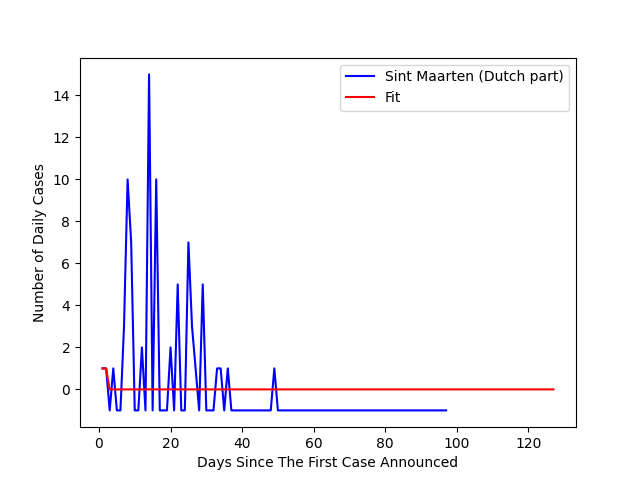 Sint Maarten (Dutch part)
Fit
14
12
10
8
6
4
2
0
Number of Daily Cases
0 20 40 60 80 100 120
Days Since The First Case Announced